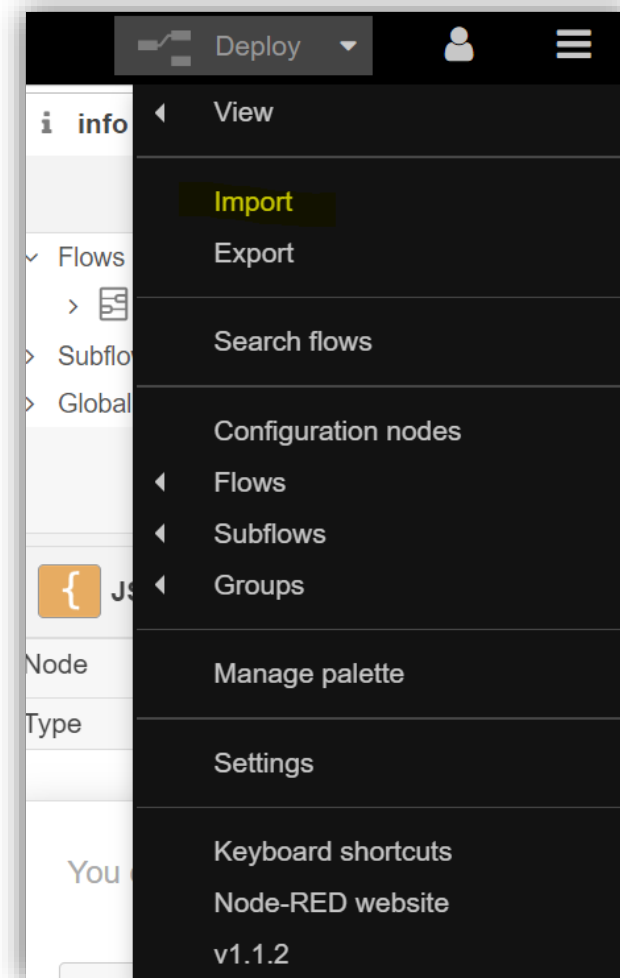 Deploy
info
View
Import
Export
Flows
Search flows
Subflo
Global
Configuration nodes
Flows
Subflows
Groups
{ JS
Node
Manage palette
Type
Settings
You
Keyboard shortcuts
Node-RED website
v1.1.2